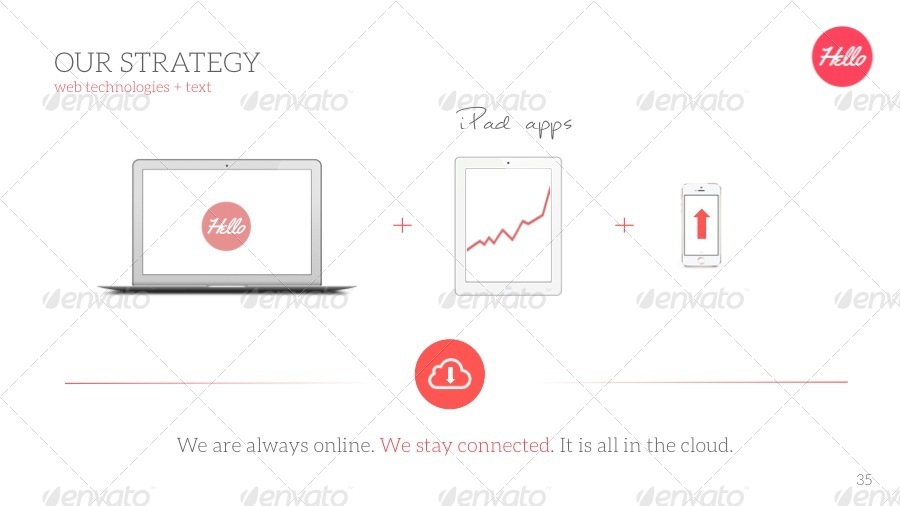 OUR STRATEGY
Hello
web technologies + text
envato envato envato envato envato
iPad apps
Hello
envato envato envato envato envato
We are always online. We stay connected. It is all in the cloud.
35
envato envato envato envato envato